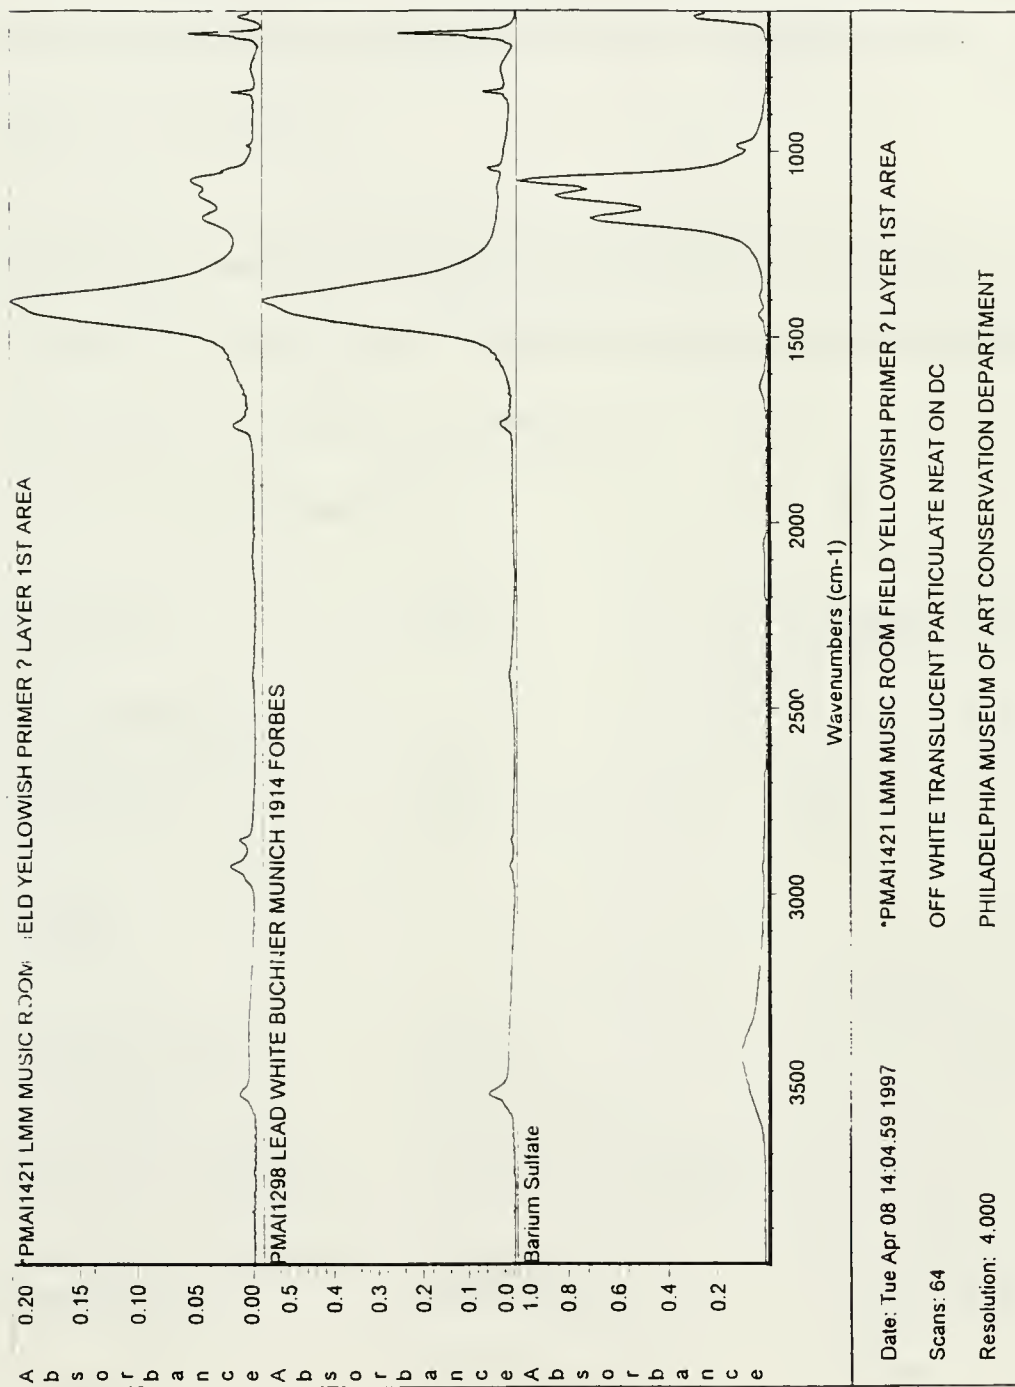 *PMAI1421 LMM MUSIC ROOM ELD YELLOWISH PRIMER ? LAYER 1ST AREA
Absorbance
0.20
0.15
0.10
0.05
0.00
PMAI1298 LEAD WHITE BUCHNER MUNICH 1914 FORBES
Absorbance
0.5
0.4
0.3
0.2
0.1
0.0
Barium Sulfate
Absorbance
1.0
0.8
0.6
0.4
0.2
3500 3000 2500 2000 1500 1000
Wavenumbers (cm-1)
Date: Tue Apr 08 14:04:59 1997 *PMAI1421 LMM MUSIC ROOM FIELD YELLOWISH PRIMER ? LAYER 1ST AREA
Scans: 64 OFF WHITE TRANSLUCENT PARTICULATE NEAT ON DC
Resolution: 4.000 PHILADELPHIA MUSEUM OF ART CONSERVATION DEPARTMENT